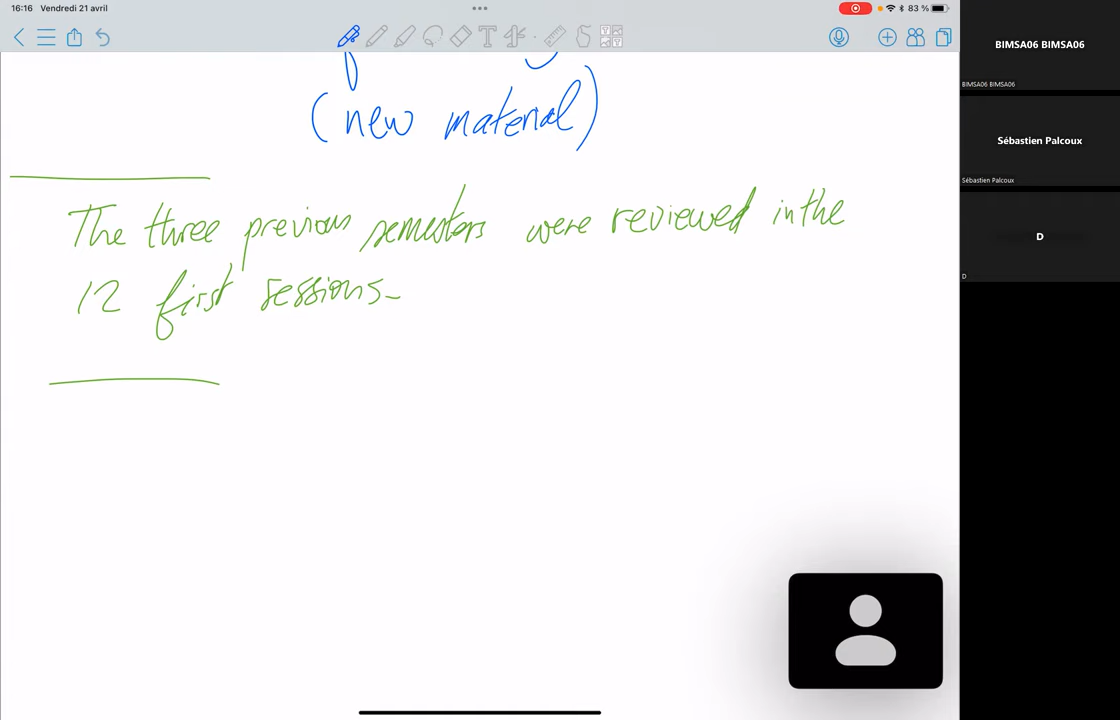 16:16 Vendredi 21 avril
83 %
BIMSA06 BIMSA06
BIMSA06 BIMSA06
(new material)
Sébastien Palcoux
Sébastien Palcoux
The three previous semesters were reviewed in the
12 first sessions.
D
D